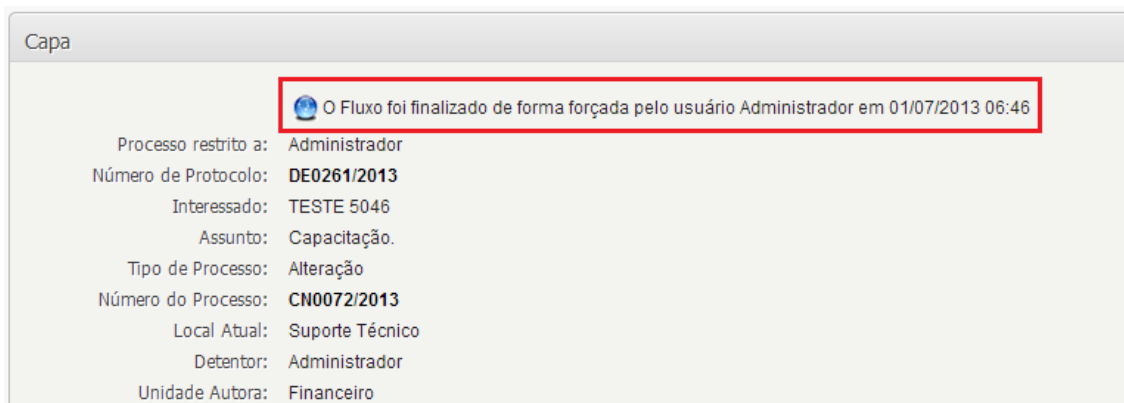 Capa
O Fluxo foi finalizado de forma forçada pelo usuário Administrador em 01/07/2013 06:46
Processo restrito a: Administrador
Número de Protocolo: DE0261/2013
Interessado: TESTE 5046
Assunto: Capacitação.
Tipo de Processo: Alteração
Número do Processo: CN0072/2013
Local Atual: Suporte Técnico
Detentor: Administrador
Unidade Autora: Financeiro